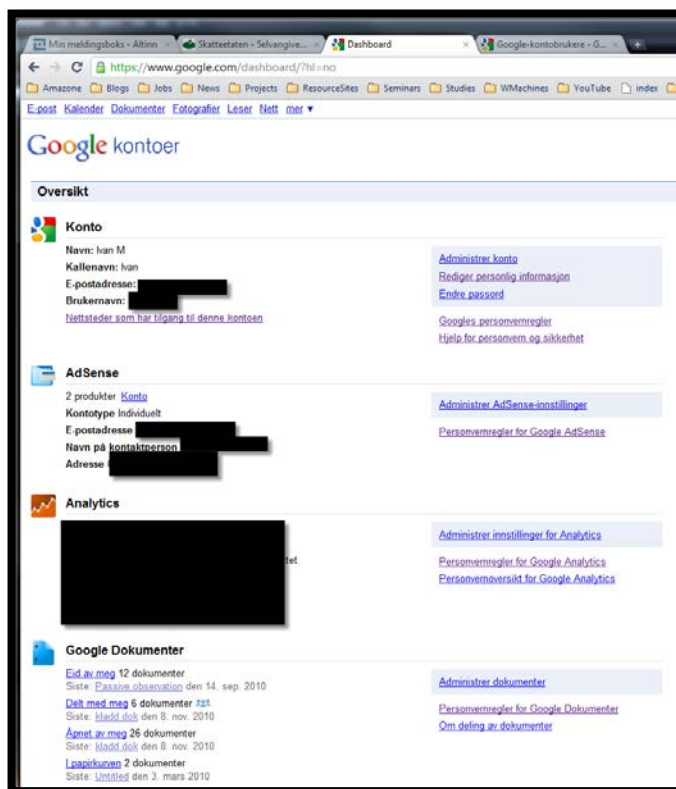 Min meldingsboks - Altinn
Skatteetaten - Selvangive...
Dashboard
Google-kontobrukere - G...
https://www.google.com/dashboard/?hl=no
Amazone Blogs Jobs News Projects ResourceSites Seminars Studies WMachines YouTube index
E-post Kalender Dokumenter Fotografier Leser Nett mer ▼
Google kontoer
Oversikt
Konto
Navn: Ivan M
Kallenavn: Ivan
E-postadresse:
Brukernavn:
Nettsteder som har tilgang til denne kontoen
Administrer konto
Rediger personlig informasjon
Endre passord
Googles personvernregler
Hjelp for personvern og sikkerhet
AdSense
2 produkter Konto
Kontotype Individuelt
E-postadresse
Navn på kontaktperson
Adresse
Administrer AdSense-innstillinger
Personvernregler for Google AdSense
Analytics
tet
Administrer innstillinger for Analytics
Personvernregler for Google Analytics
Personvernoversikt for Google Analytics
Google Dokumenter
Eid av meg 12 dokumenter
Siste: Passive observation den 14. sep. 2010
Delt med meg 6 dokumenter
Siste: kladd.dok den 8. nov. 2010
Åpnet av meg 26 dokumenter
Siste: kladd.dok den 8. nov. 2010
I papirkurven 2 dokumenter
Siste: Untitled den 3. mars 2010
Administrer dokumenter
Personvernregler for Google Dokumenter
Om deling av dokumenter